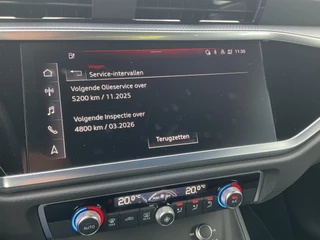 11:35
Wagen
Service-intervallen
Volgende Olieservice over
5200 km / 11.2025
Volgende Inspectie over
4800 km / 03.2026
Terugzetten
20.0°C
20.0°C
AUTO